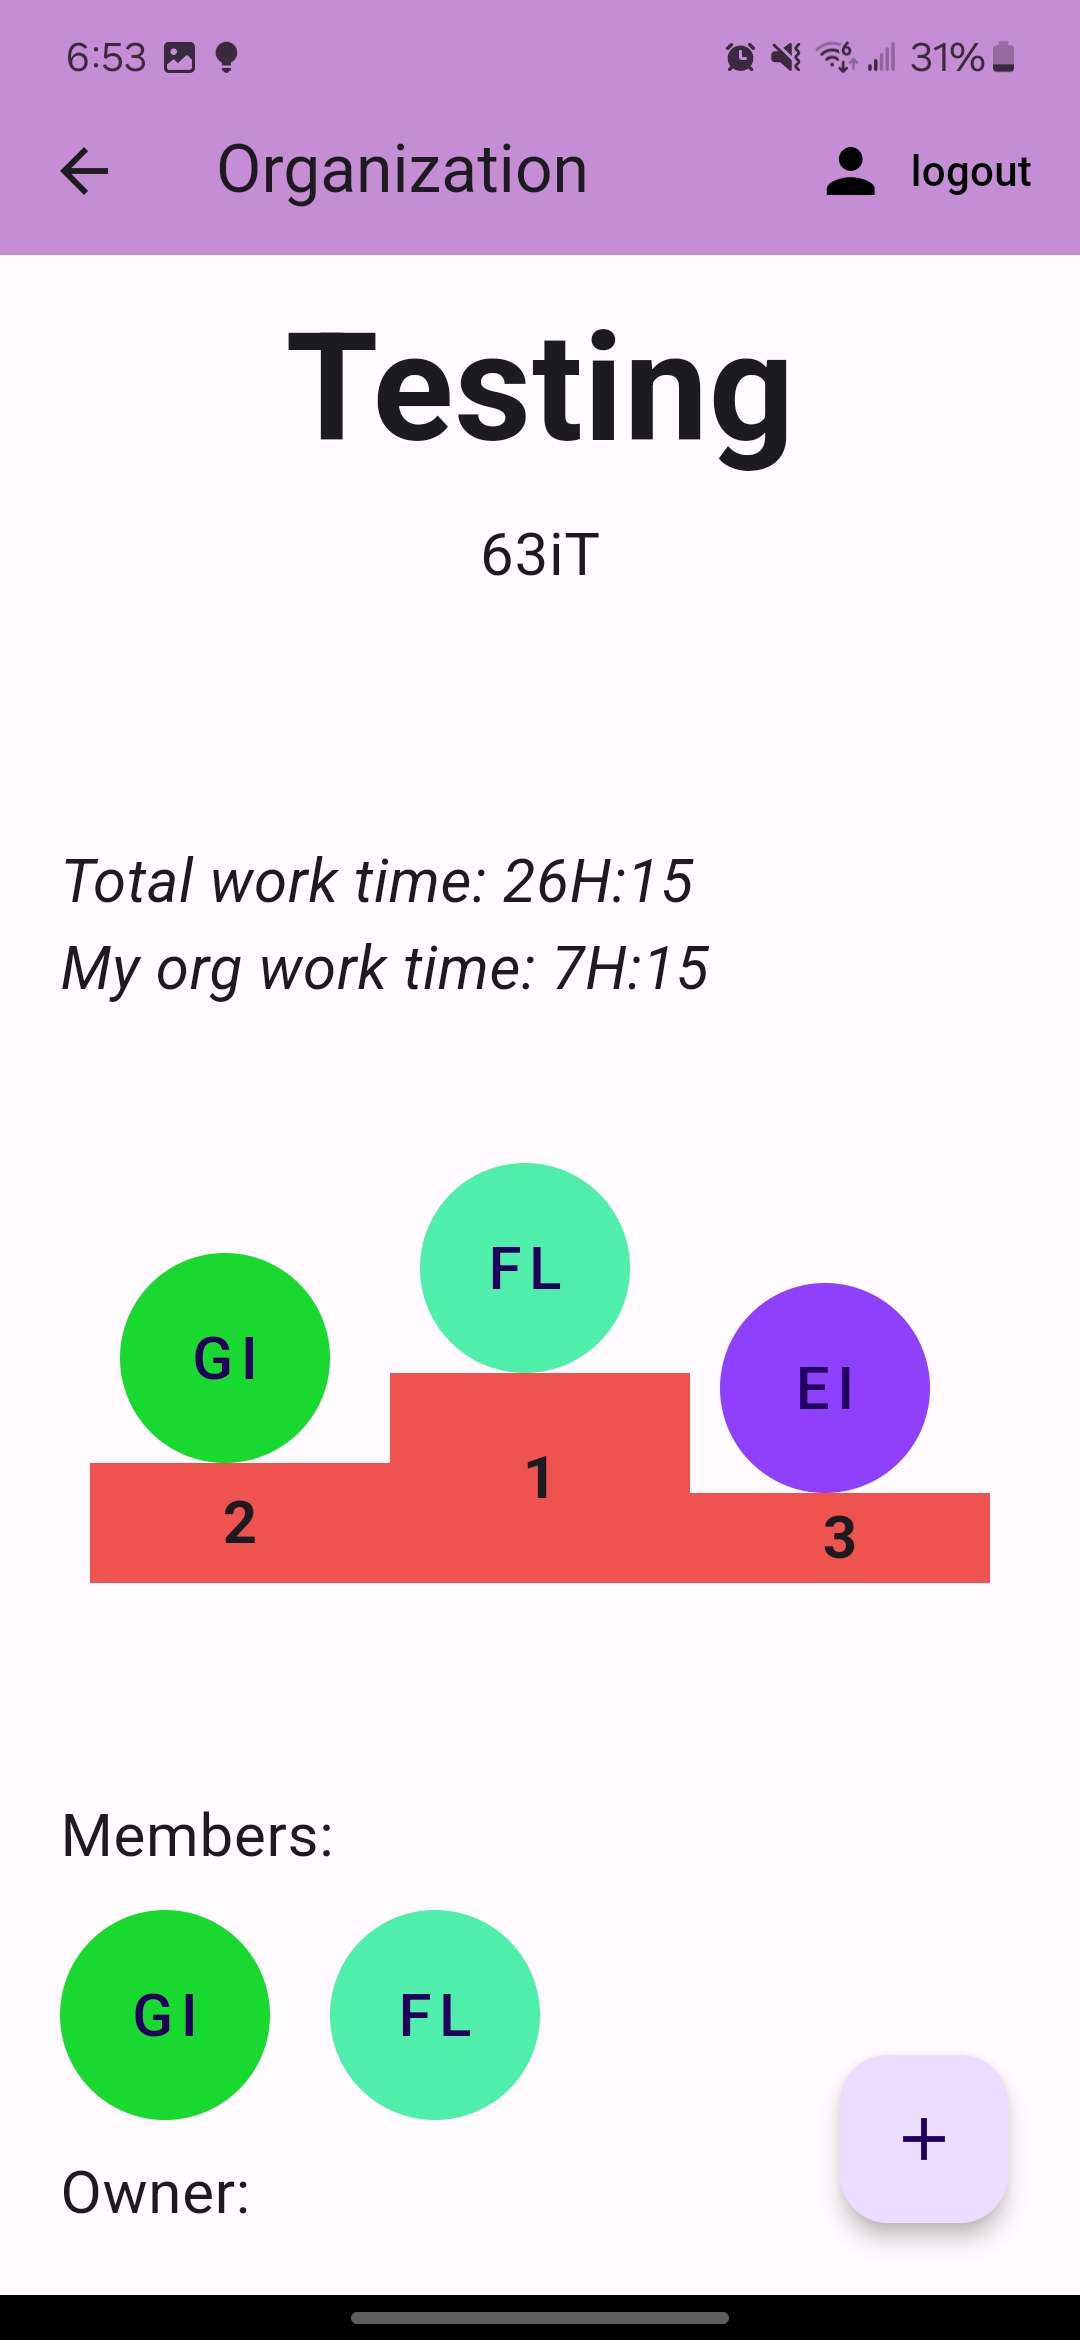 6:53 6 31%
Organization logout
Testing
63iT
Total work time: 26H:15
My org work time: 7H:15
FL
GI
EI
1
2
3
Members:
GI FL
+
Owner: